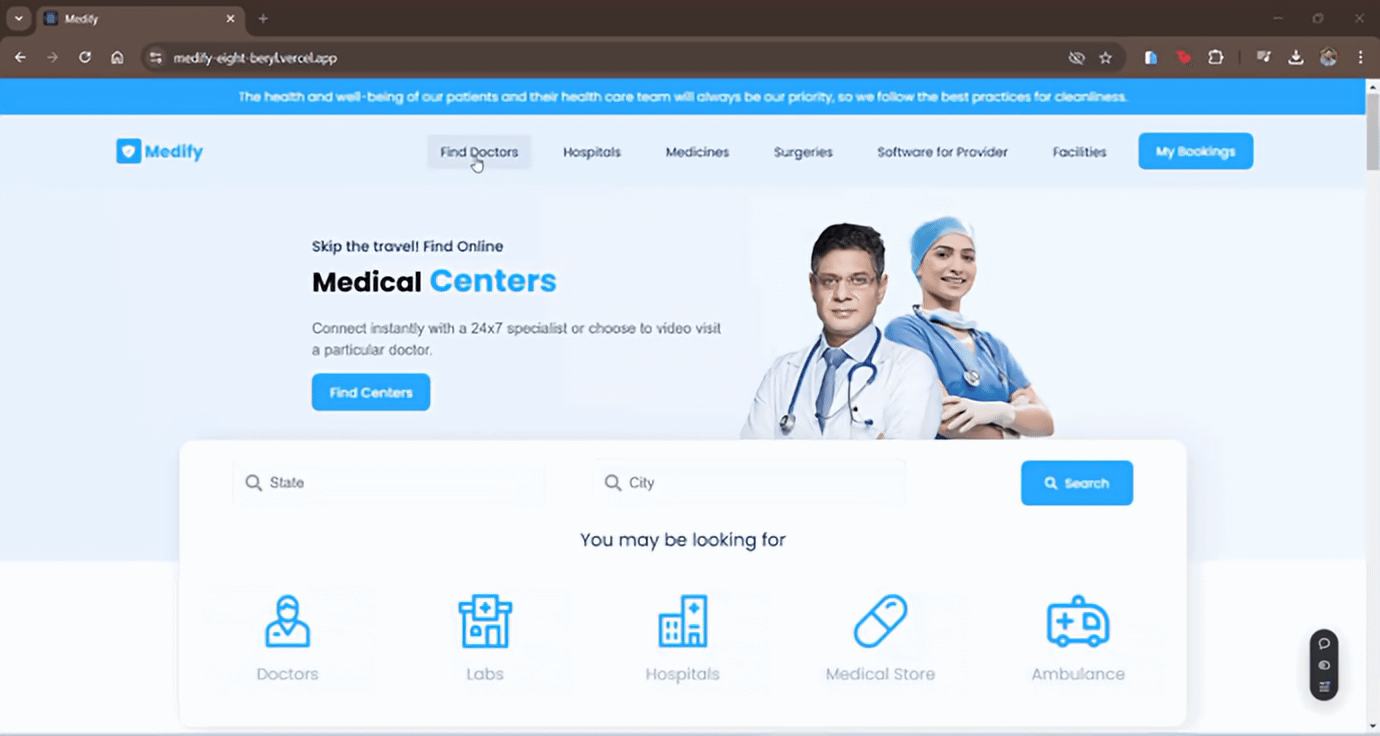 Medify
medify-eight-beryl.vercel.app
The health and well-being of our patients and their health care team will always be our priority, so we follow the best practices for cleanliness.
Medify
Find Doctors
Hospitals
Medicines
Surgeries
Software for Provider
Facilities
My Bookings
Skip the travel! Find Online
Medical Centers
Connect instantly with a 24x7 specialist or choose to video visit
a particular doctor.
Find Centers
State
City
Search
You may be looking for
Doctors
Labs
Hospitals
Medical Store
Ambulance